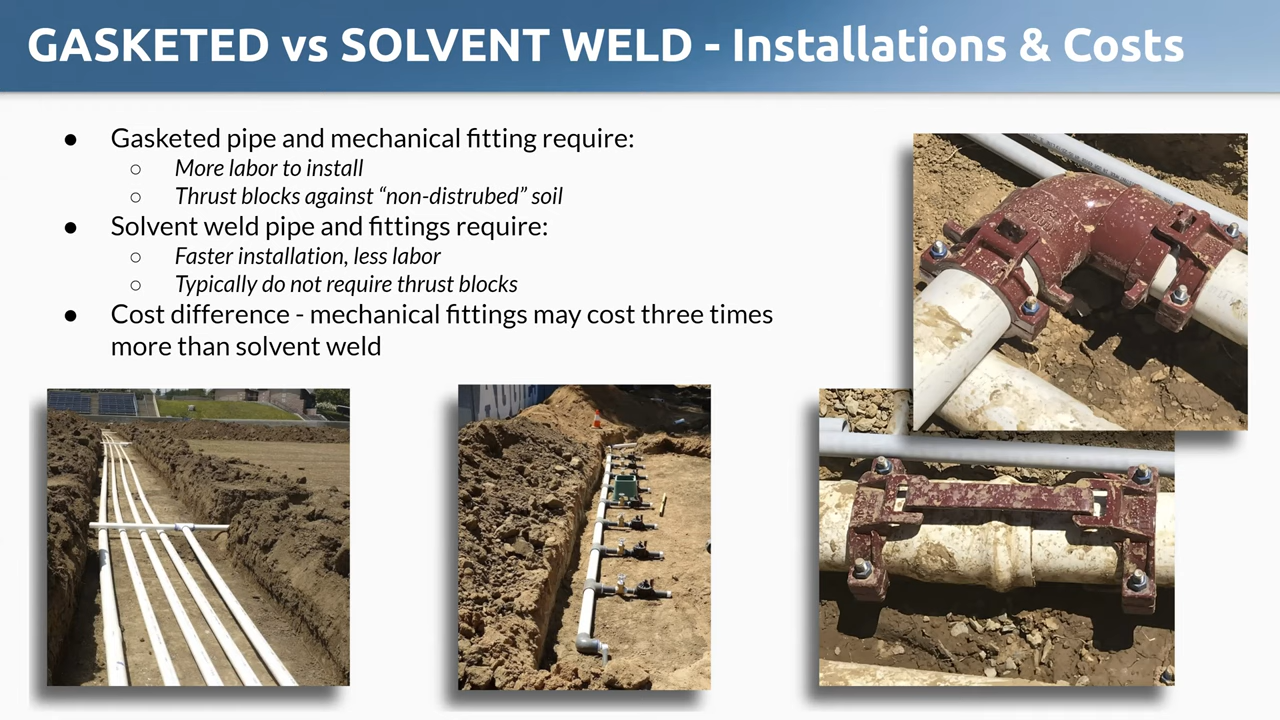 GASKETED vs SOLVENT WELD - Installations & Costs
● Gasketed pipe and mechanical fitting require:
○ More labor to install
○ Thrust blocks against “non-distrubed” soil
● Solvent weld pipe and fittings require:
○ Faster installation, less labor
○ Typically do not require thrust blocks
● Cost difference - mechanical fittings may cost three times
more than solvent weld